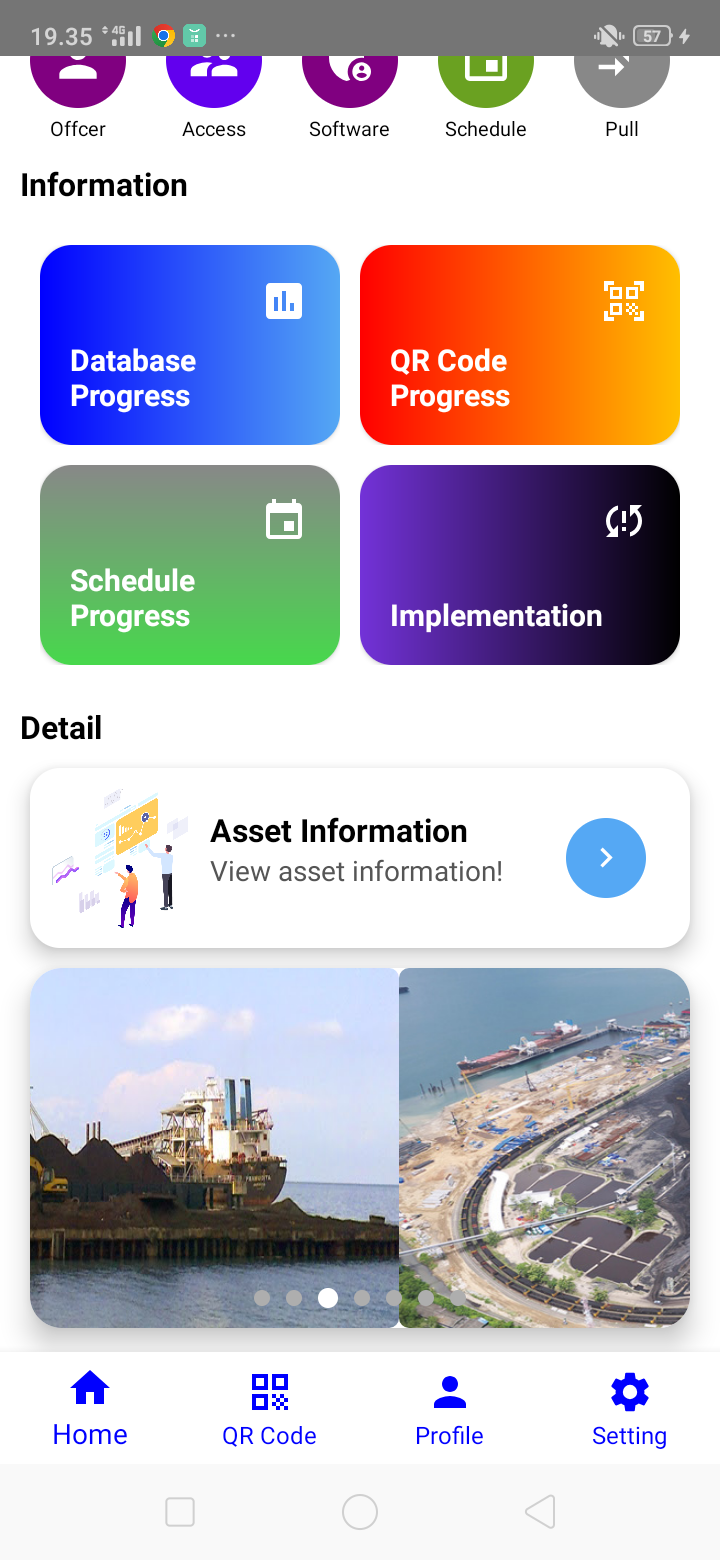 19.35 4G 57
Offcer Access Software Schedule Pull
Information
Database
Progress
QR Code
Progress
Schedule
Progress
Implementation
Detail
Asset Information
View asset information!
Home QR Code Profile Setting